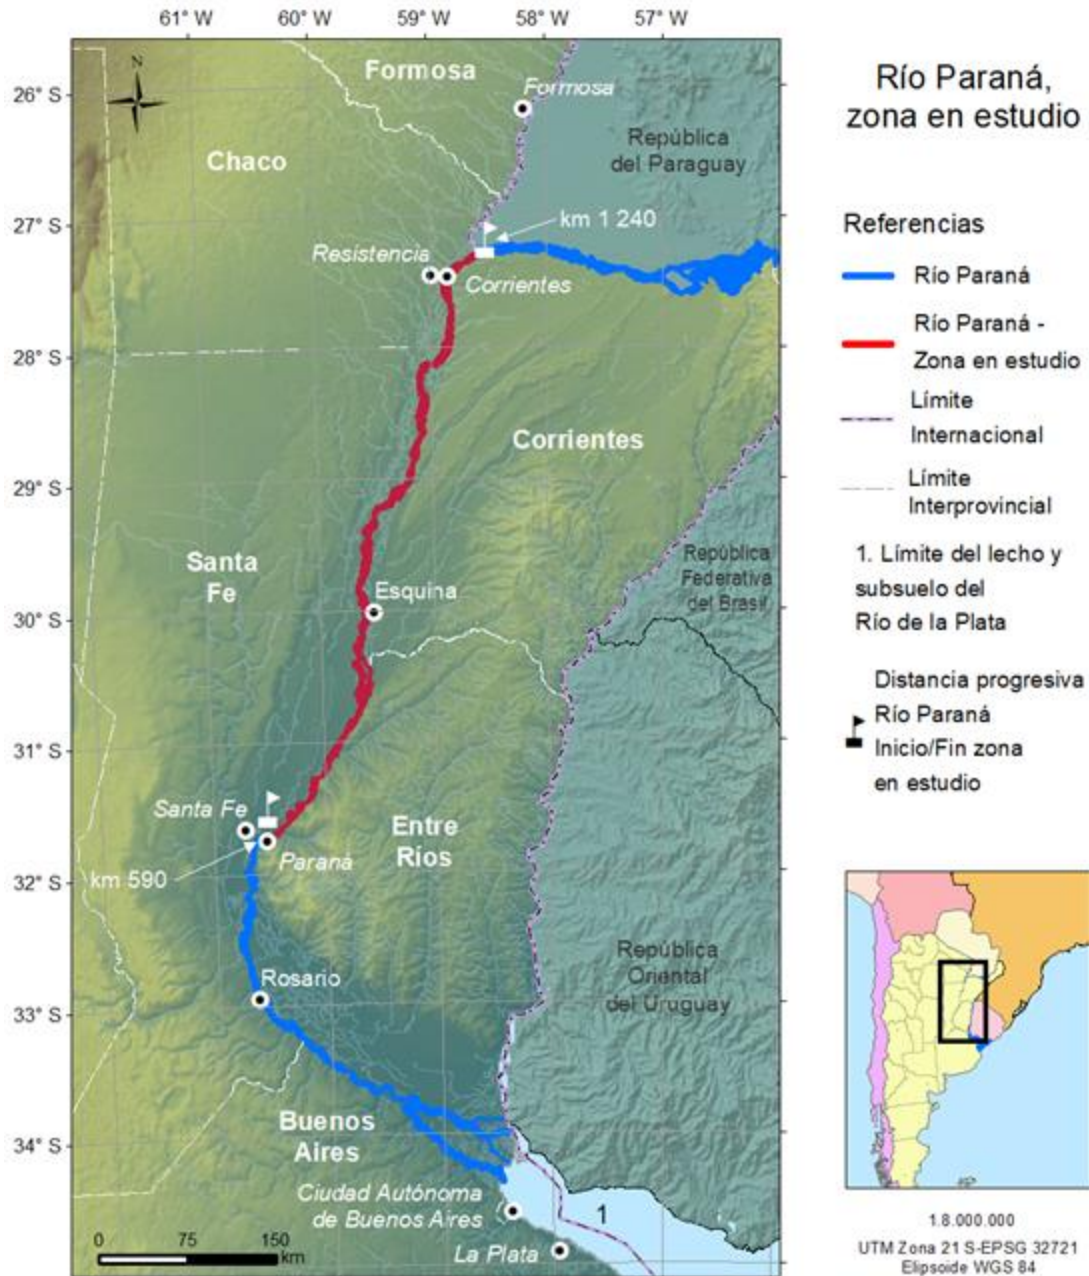 61° W 60° W 59° W 58° W 57° W
Río Paraná,
zona en estudio
Formosa
Formosa
26° S
N
República
del Paraguay
Chaco
km 1 240
27° S
Resistencia
Corrientes
Referencias
Río Paraná
Río Paraná -
Zona en estudio
Límite
Internacional
Límite
Interprovincial
1. Límite del lecho y
subsuelo del
Río de la Plata
Distancia progresiva
Río Paraná
Inicio/Fin zona
en estudio
28° S
Corrientes
29° S
Santa
Fe
República
Federativa
del Brasil
Esquina
30° S
31° S
Santa Fe
Entre
Ríos
Paraná
km 590
32° S
República
Oriental
del Uruguay
Rosario
33° S
Buenos
Aires
34° S
Ciudad Autónoma
de Buenos Aires
1
La Plata
0 75 150
km
1:8.000.000
UTM Zona 21 S-EPSG 32721
Elipsoide WGS 84